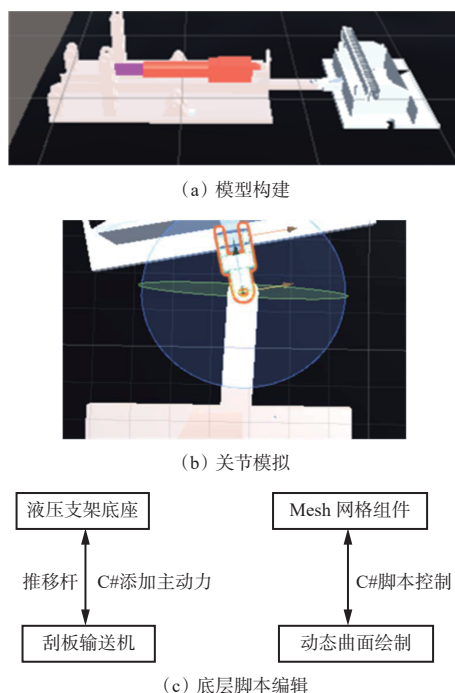 (a) 模型构建
(b) 关节模拟
液压支架底座
Mesh 网格组件
推移杆
C#添加主动力
C#脚本控制
刮板输送机
动态曲面绘制
(c) 底层脚本编辑